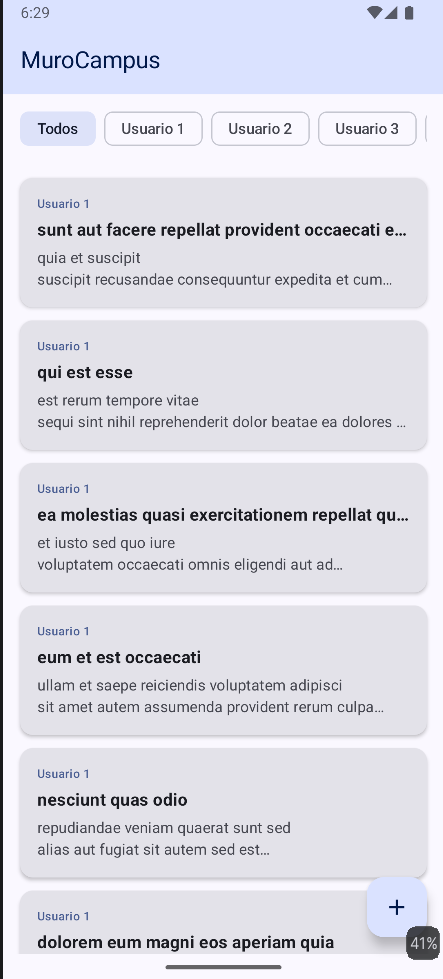 6:29
MuroCampus
Todos Usuario 1 Usuario 2 Usuario 3
Usuario 1
sunt aut facere repellat provident occaecati e...
quia et suscipit
suscipit recusandae consequuntur expedita et cum...
Usuario 1
qui est esse
est rerum tempore vitae
sequi sint nihil reprehenderit dolor beatae ea dolores ...
Usuario 1
ea molestias quasi exercitationem repellat qu...
et iusto sed quo iure
voluptatem occaecati omnis eligendi aut ad...
Usuario 1
eum et est occaecati
ullam et saepe reiciendis voluptatem adipisci
sit amet autem assumenda provident rerum culpa...
Usuario 1
nesciunt quas odio
repudiandae veniam quaerat sunt sed
alias aut fugiat sit autem sed est...
Usuario 1
dolorem eum magni eos aperiam quia
+
41%